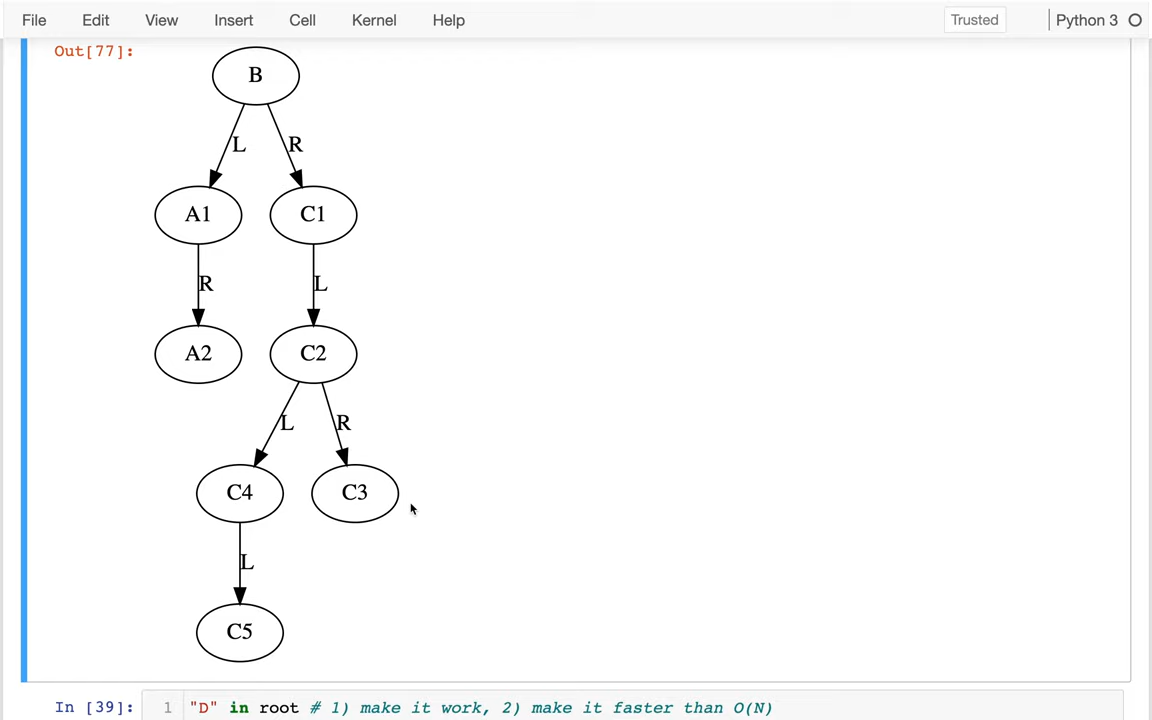 File Edit View Insert Cell Kernel Help Trusted Python 3
Out[77]:
B
L R
A1 C1
R L
A2 C2
L R
C4 C3
L
C5
In [39]: 1 "D" in root # 1) make it work, 2) make it faster than O(N)